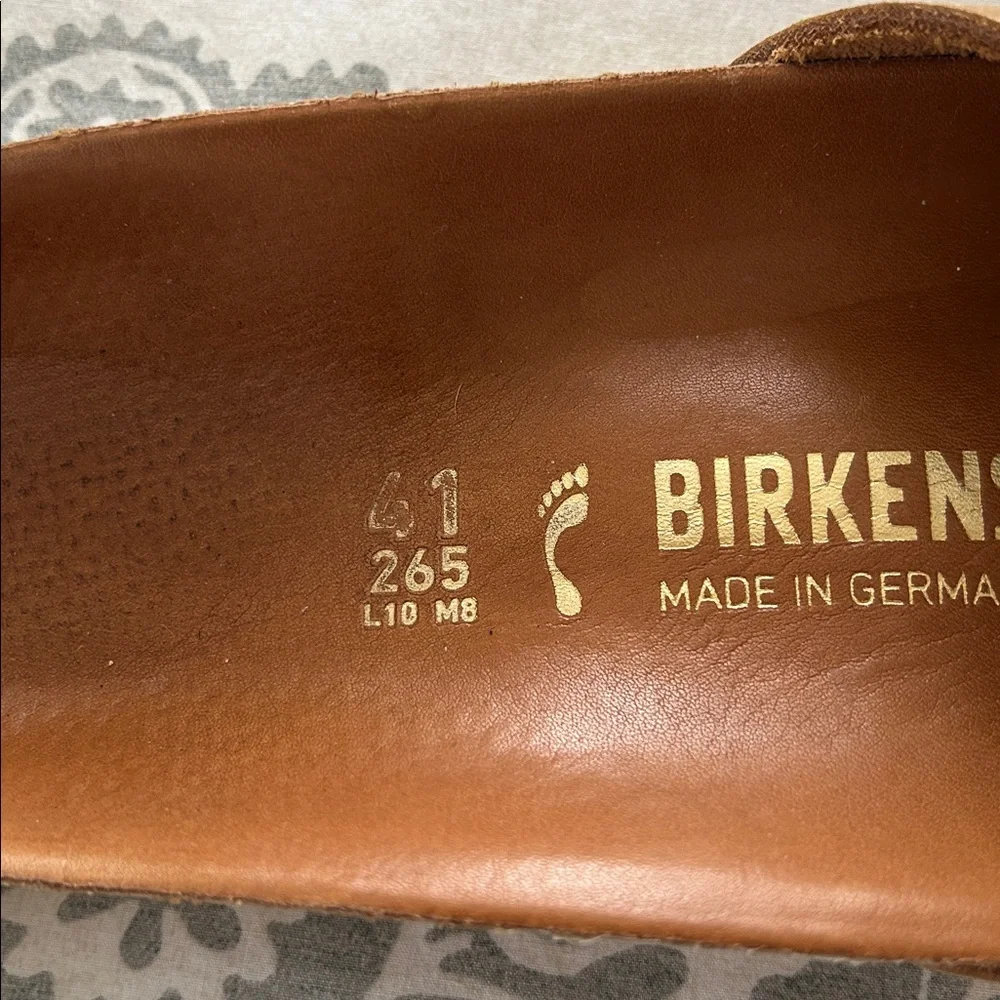 41
265
L10 M8
BIRKENS
MADE IN GERMA